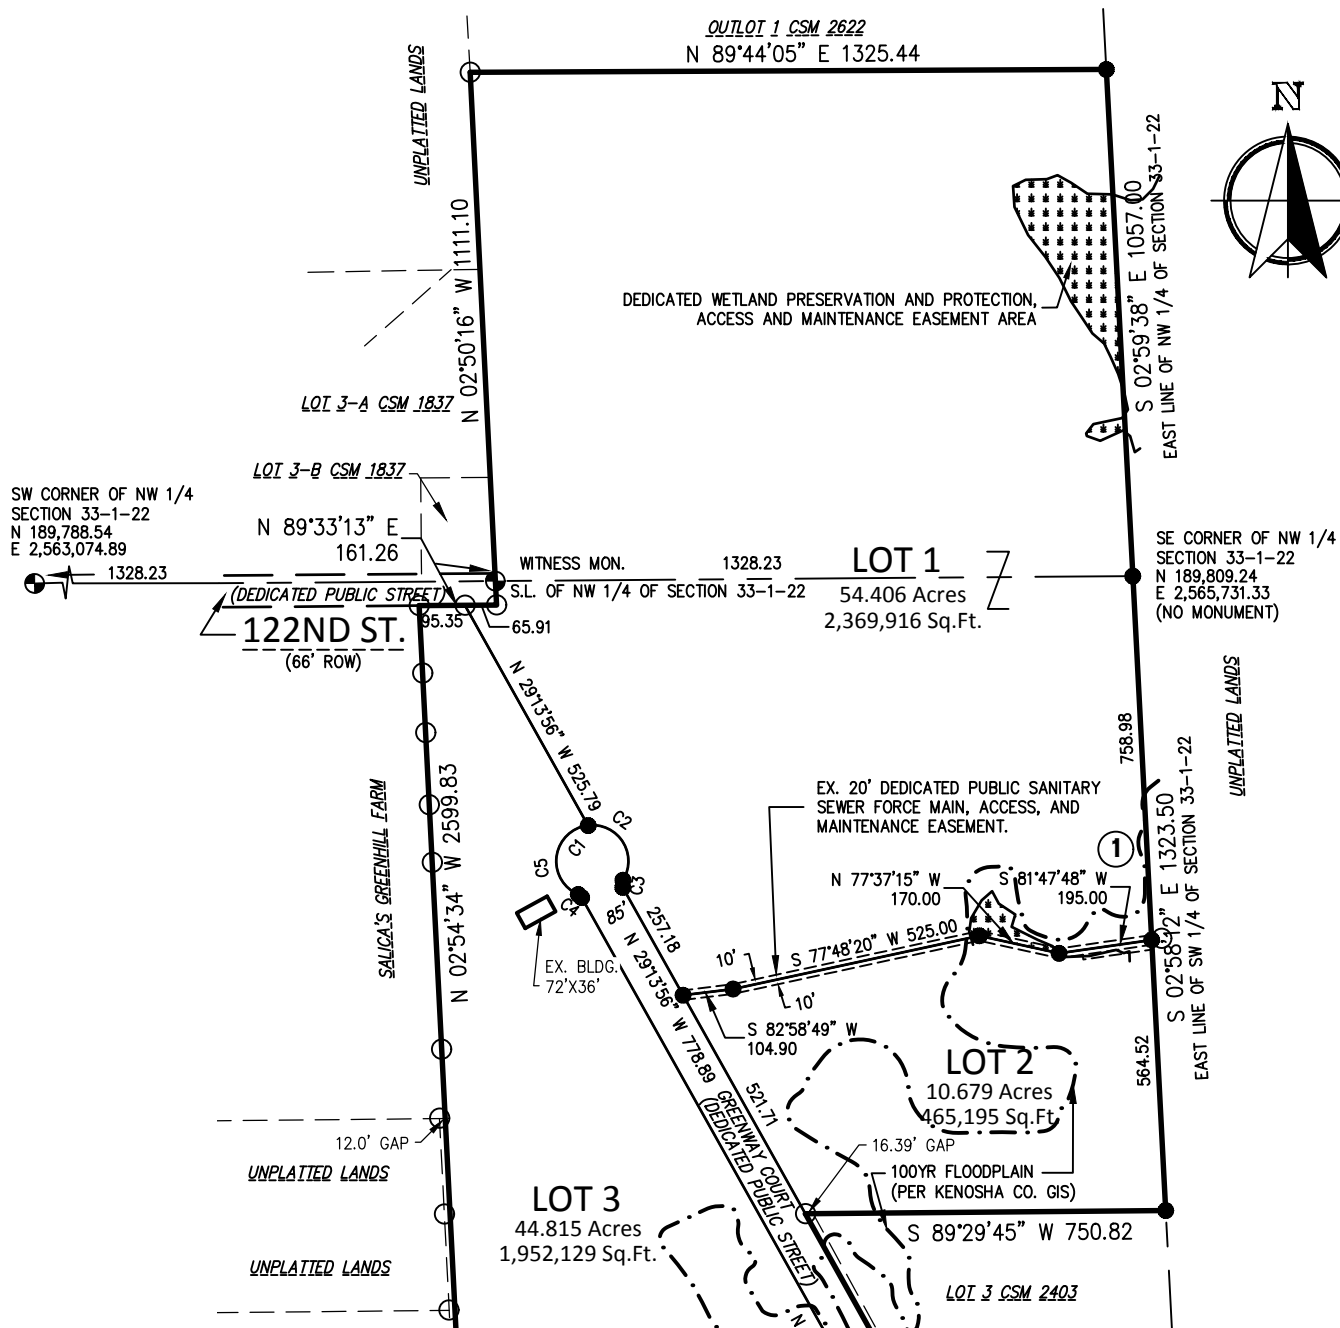 OUTLOT 1 CSM 2622
N 89°44'05" E 1325.44
UNPLATTED LANDS
N
N 02°50'16" W 1111.10
S 02°59'38" E 1057.00
EAST LINE OF NW 1/4 OF SECTION 33-1-22
DEDICATED WETLAND PRESERVATION AND PROTECTION,
ACCESS AND MAINTENANCE EASEMENT AREA
LOT 3-A CSM 1837
LOT 3-B CSM 1837
SW CORNER OF NW 1/4
SECTION 33-1-22
N 189,788.54
E 2,563,074.89
N 89°33'13" E
161.26
1328.23
WITNESS MON.
1328.23
S.L. OF NW 1/4 OF SECTION 33-1-22
LOT 1
54.406 Acres
2,369,916 Sq.Ft.
Z
SE CORNER OF NW 1/4
SECTION 33-1-22
N 189,809.24
E 2,565,731.33
(NO MONUMENT)
(DEDICATED PUBLIC STREET)
95.35
65.91
122ND ST.
(66' ROW)
N 29°13'56" W 525.79
UNPLATTED LANDS
758.98
SALICA'S GREENHILL FARM
N 02°54'34" W 2599.83
EX. 20' DEDICATED PUBLIC SANITARY
SEWER FORCE MAIN, ACCESS, AND
MAINTENANCE EASEMENT.
S 02°58'12" E 1323.50
EAST LINE OF SW 1/4 OF SECTION 33-1-22
C1
C2
C5
C3
C4
85'
1
N 77°37'15" W
170.00
S 81°47'48" W
195.00
257.18
S 77°48'20" W 525.00
EX. BLDG.
72'X36'
10'
10'
S 82°58'49" W
104.90
N 29°13'56" W 778.89
GREENWAY COURT
(DEDICATED PUBLIC STREET)
521.71
LOT 2
10.679 Acres
465,195 Sq.Ft.
564.52
12.0' GAP
16.39' GAP
UNPLATTED LANDS
100YR FLOODPLAIN
(PER KENOSHA CO. GIS)
LOT 3
44.815 Acres
1,952,129 Sq.Ft.
S 89°29'45" W 750.82
UNPLATTED LANDS
LOT 3 CSM 2403
N